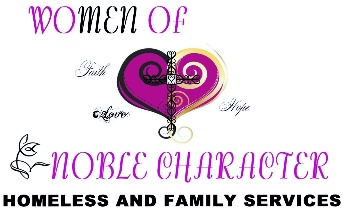 WOMEN OF
Faith
Love
Hope
& NOBLE CHARACTER
HOMELESS AND FAMILY SERVICES